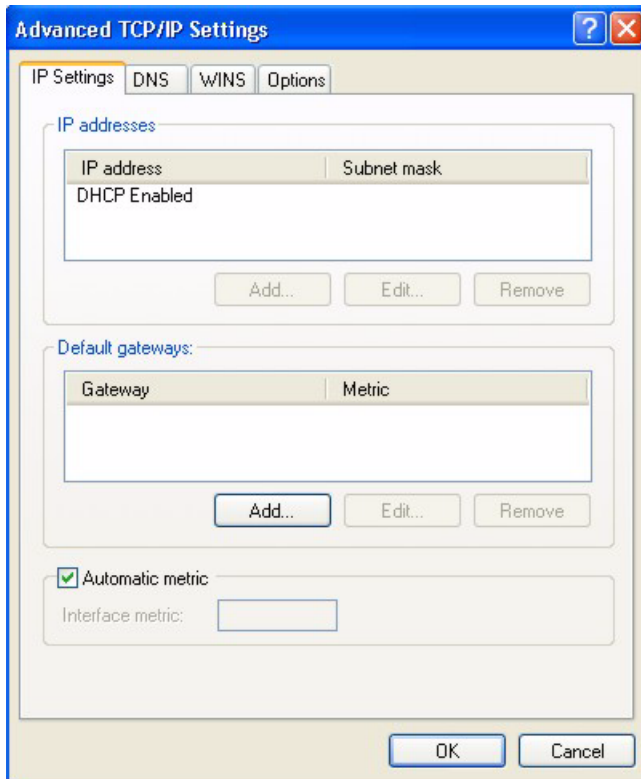 Advanced TCP/IP Settings
IP Settings DNS WINS Options
IP addresses
IP address Subnet mask
DHCP Enabled
Add... Edit... Remove
Default gateways:
Gateway Metric
Add... Edit... Remove
Automatic metric
Interface metric:
OK Cancel